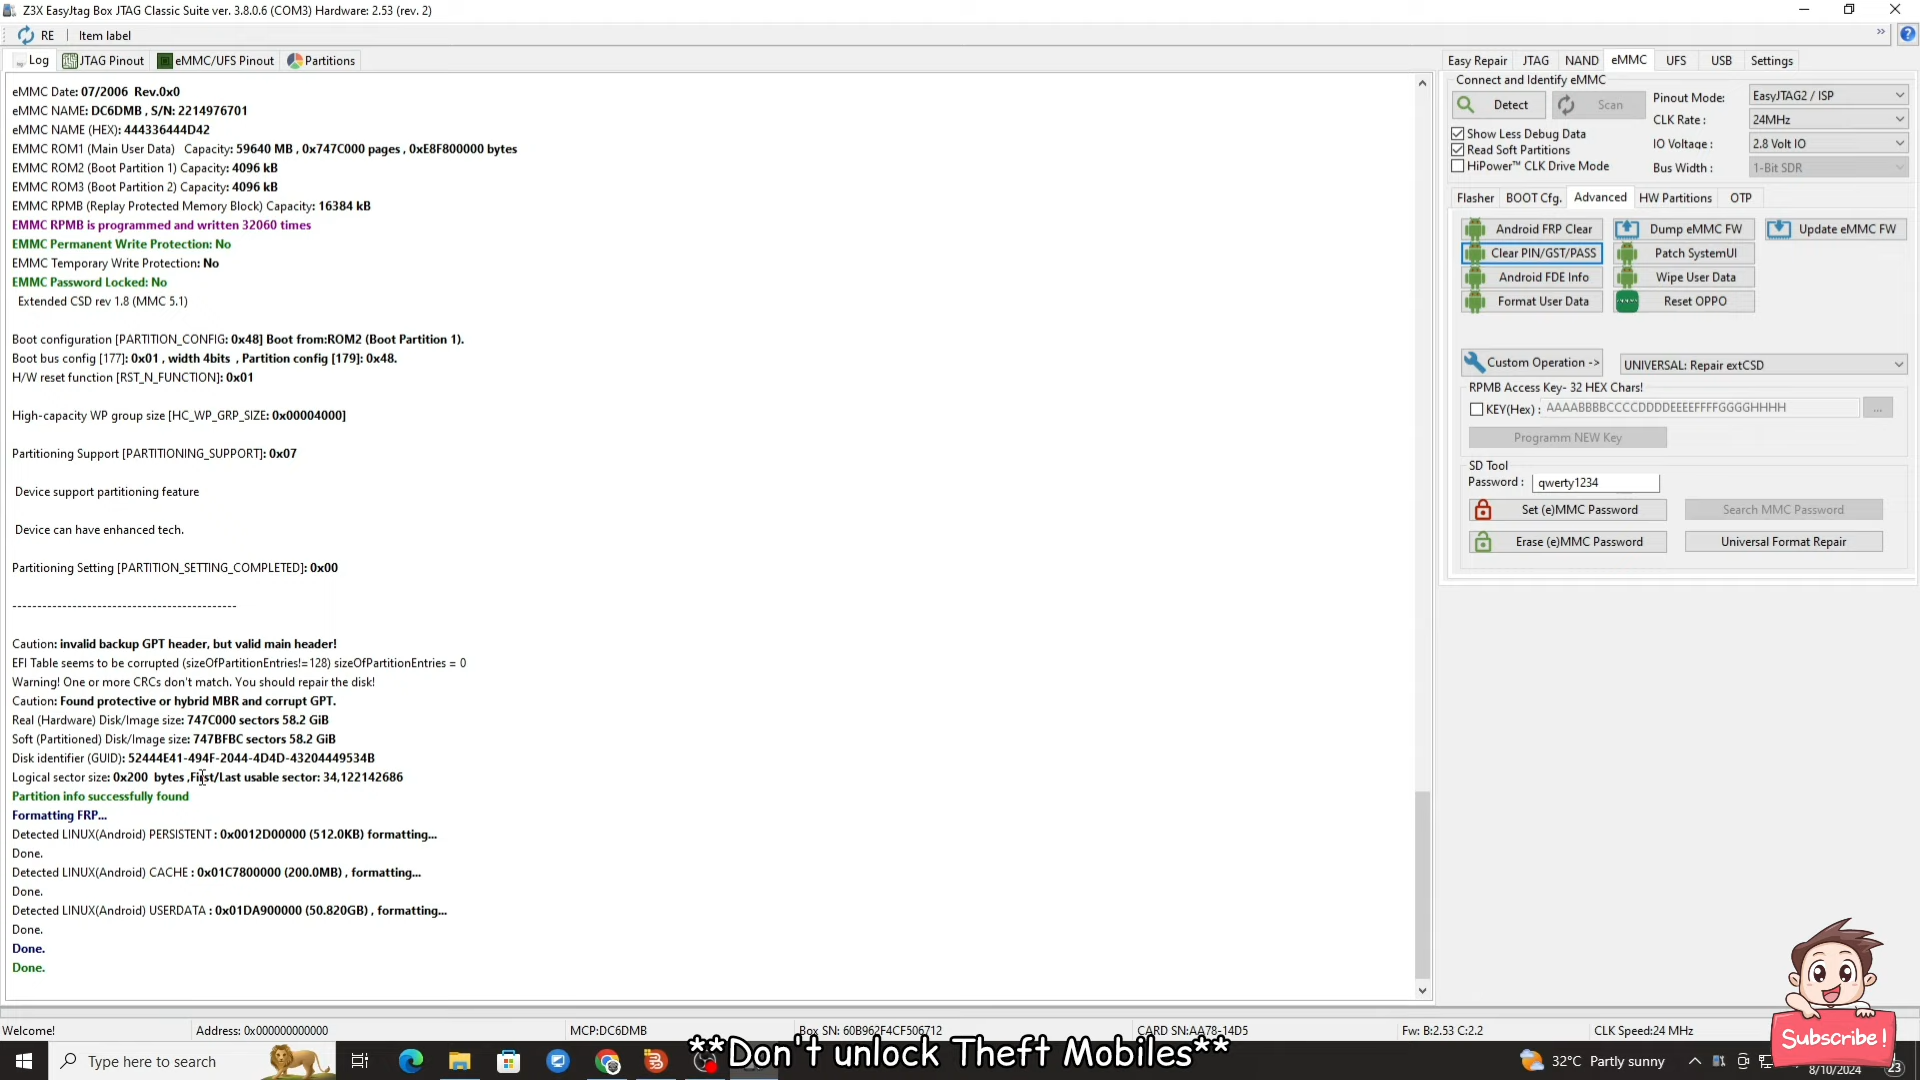 Z3X EasyJtag Box JTAG Classic Suite ver. 3.8.0.6 (COM3) Hardware: 2.53 (rev. 2)
RE Item label
Log JTAG Pinout eMMC/UFS Pinout Partitions
eMMC Date: 07/2006 Rev.0x0
eMMC NAME: DC6DMB , S/N: 2214976701
eMMC NAME (HEX): 444336444D42
EMMC ROM1 (Main User Data) Capacity: 59640 MB , 0x747C000 pages , 0xE8F800000 bytes
EMMC ROM2 (Boot Partition 1) Capacity: 4096 kB
EMMC ROM3 (Boot Partition 2) Capacity: 4096 kB
EMMC RPMB (Replay Protected Memory Block) Capacity: 16384 kB
EMMC RPMB is programmed and written 32060 times
EMMC Permanent Write Protection: No
EMMC Temporary Write Protection: No
EMMC Password Locked: No
Extended CSD rev 1.8 (MMC 5.1)
Boot configuration [PARTITION_CONFIG: 0x48] Boot from:ROM2 (Boot Partition 1).
Boot bus config [177]: 0x01 , width 4bits , Partition config [179]: 0x48.
H/W reset function [RST_N_FUNCTION]: 0x01
High-capacity WP group size [HC_WP_GRP_SIZE: 0x00004000]
Partitioning Support [PARTITIONING_SUPPORT]: 0x07
Device support partitioning feature
Device can have enhanced tech.
Partitioning Setting [PARTITION_SETTING_COMPLETED]: 0x00
---------------------------------------------
Caution: invalid backup GPT header, but valid main header!
EFI Table seems to be corrupted (sizeOfPartitionEntries!=128) sizeOfPartitionEntries = 0
Warning! One or more CRCs don't match. You should repair the disk!
Caution: Found protective or hybrid MBR and corrupt GPT.
Real (Hardware) Disk/Image size: 747C000 sectors 58.2 GiB
Soft (Partitioned) Disk/Image size: 747BFBC sectors 58.2 GiB
Disk identifier (GUID): 52444E41-494F-2044-4D4D-43204449534B
Logical sector size: 0x200 bytes ,First/Last usable sector: 34,122142686
Partition info successfully found
Formatting FRP...
Detected LINUX(Android) PERSISTENT : 0x0012D00000 (512.0KB) formatting...
Done.
Detected LINUX(Android) CACHE : 0x01C7800000 (200.0MB) , formatting...
Done.
Detected LINUX(Android) USERDATA : 0x01DA900000 (50.820GB) , formatting...
Done.
Done.
Done.
Easy Repair JTAG NAND eMMC UFS USB Settings
Connect and Identify eMMC
Detect Scan Pinout Mode: EasyJTAG2 / ISP
CLK Rate : 24MHz
Show Less Debug Data IO Voltage : 2.8 Volt IO
Read Soft Partitions
HiPower™ CLK Drive Mode Bus Width : 1-Bit SDR
Flasher BOOT Cfg. Advanced HW Partitions OTP
Android FRP Clear Dump eMMC FW Update eMMC FW
Clear PIN/GST/PASS Patch SystemUI
Android FDE Info Wipe User Data
Format User Data Reset OPPO
Custom Operation -> UNIVERSAL: Repair extCSD
RPMB Access Key- 32 HEX Chars!
KEY(Hex) : AAAABBBBCCCCDDDDEEEEFFFFGGGGHHHH ...
Programm NEW Key
SD Tool
Password : qwerty1234
Set (e)MMC Password Search MMC Password
Erase (e)MMC Password Universal Format Repair
Subscribe !
Welcome! Address: 0x000000000000 MCP:DC6DMB Box SN: 60B962F4CF506712 CARD SN:AA78-14D5 Fw: B:2.53 C:2.2 CLK Speed:24 MHz
**Don't unlock Theft Mobiles**
Type here to search 32°C Partly sunny 8/10/2024 23